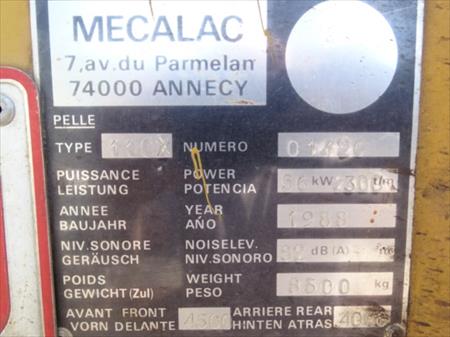 MECALAC
7,av.du Parmelan
74000 ANNECY
PELLE
TYPE NUMERO
PUISSANCE POWER kW t/m
LEISTUNG POTENCIA
ANNEE YEAR 1988
BAUJAHR AÑO
NIV.SONORE NOISELEV. dB(A)
GERÄUSCH NIV.SONORO
POIDS WEIGHT kg
GEWICHT(Zul) PESO
AVANT FRONT ARRIERE REAR
VORN DELANTE HINTEN ATRAS